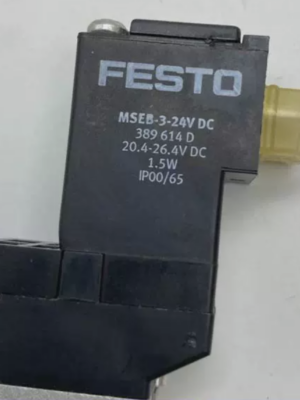 FESTO
MSEB-3-24V DC
389 614 D
20.4-26.4V DC
1.5W
IP00/65